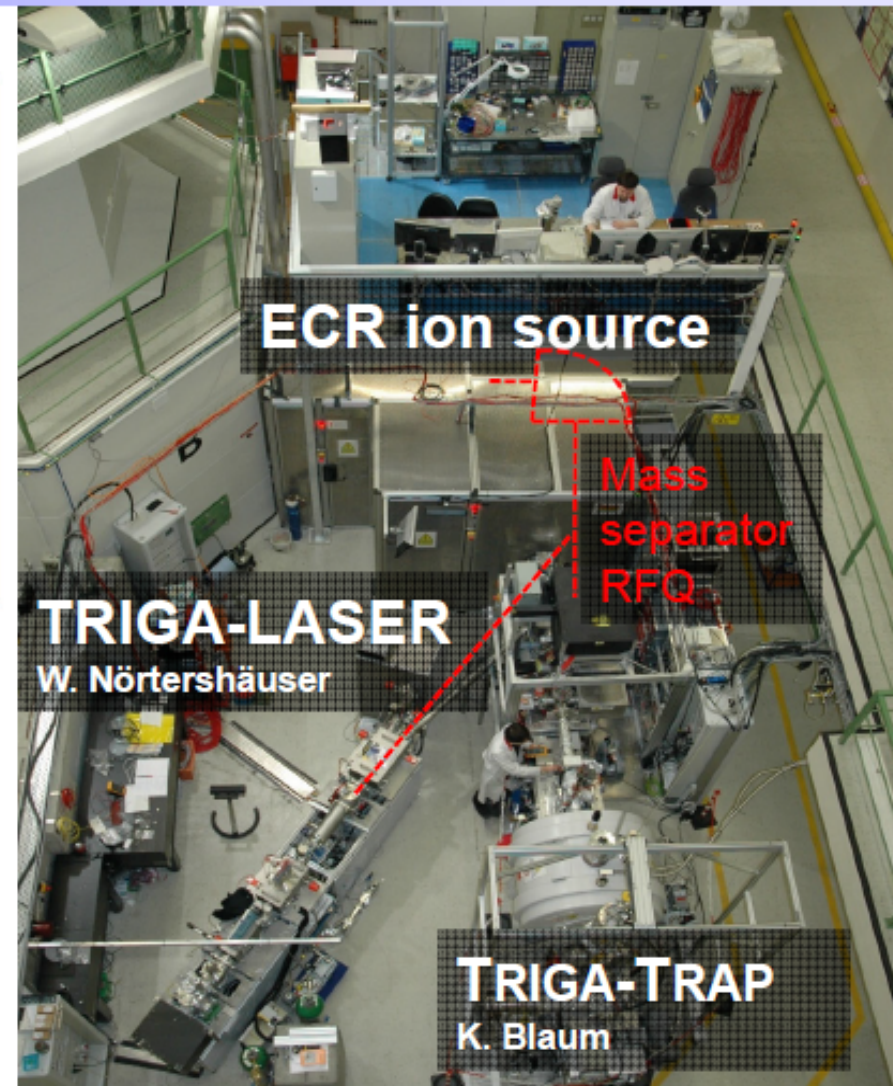 ECR ion source
Mass
separator
RFQ
TRIGA-LASER
W. Nörtershäuser
TRIGA-TRAP
K. Blaum